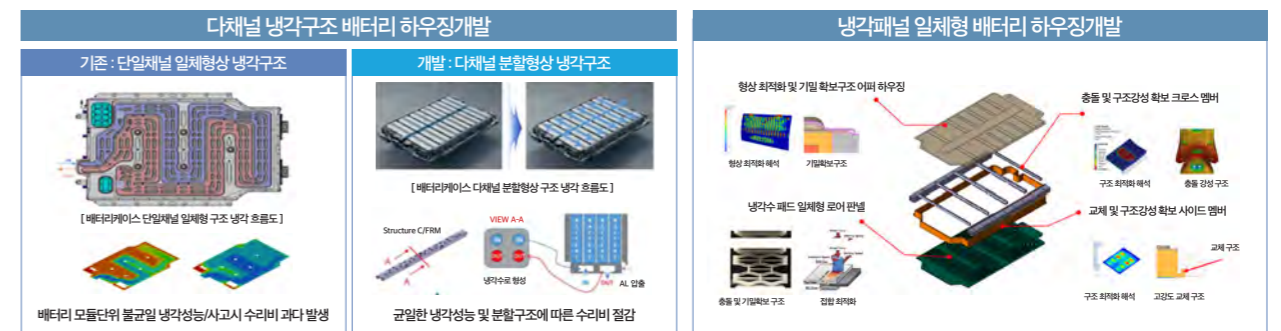 다채널 냉각구조 배터리 하우징개발
기존 : 단일채널 일체형상 냉각구조
[ 배터리케이스 단일채널 일체형 구조 냉각 흐름도 ]
배터리 모듈단위 불균일 냉각성능/사고시 수리비 과다 발생
개발 : 다채널 분할형상 냉각구조
[ 배터리케이스 다채널 분할형상 구조 냉각 흐름도 ]
Structure C/FRM
A
A
VIEW A-A
냉각수로 형성
IN
OUT
AL 압출
균일한 냉각성능 및 분할구조에 따른 수리비 절감
냉각패널 일체형 배터리 하우징개발
형상 최적화 및 기밀 확보구조 어퍼 하우징
형상 최적화 해석
기밀확보구조
충돌 및 구조강성 확보 크로스 멤버
구조 최적화 해석
충돌 강성 구조
냉각수 패드 일체형 로어 판넬
충돌 및 기밀확보 구조
접합 최적화
교체 및 구조강성 확보 사이드 멤버
교체 구조
구조 최적화 해석
고강도 교체 구조